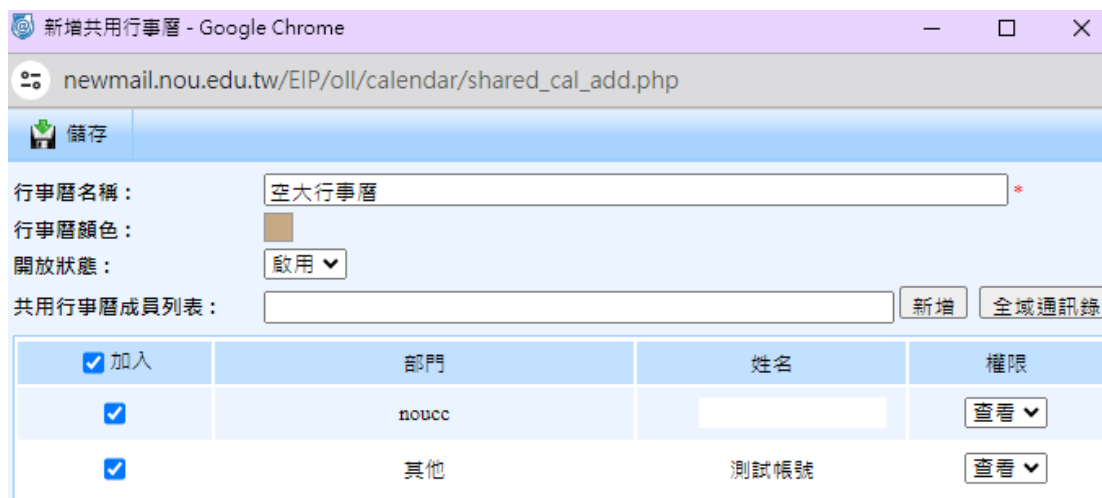 新增共用行事曆 - Google Chrome
newmail.nou.edu.tw/EIP/oll/calendar/shared_cal_add.php
儲存
行事曆名稱： 空大行事曆 *
行事曆顏色：
開放狀態： 啟用
共用行事曆成員列表： 新增 全域通訊錄
加入 部門 姓名 權限
noucc 查看
其他 測試帳號 查看